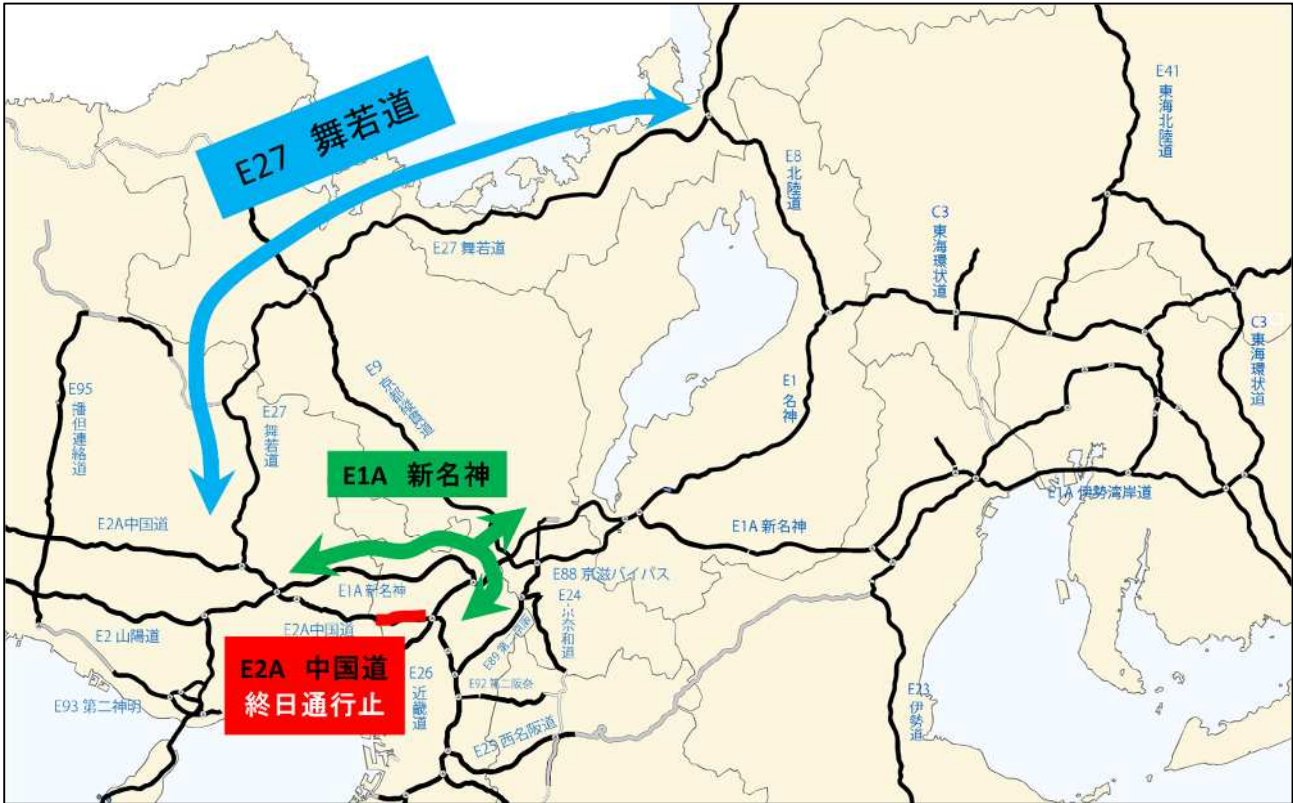 E41 東海北陸道
E27 舞若道
E8 北陸道
C3 東海環状道
E27 舞若道
C3 東海環状道
E9 京都縦貫道
E1 名神
E95 播但連絡道
E27 舞若道
E1A 新名神
E1A 伊勢湾岸道
E2A中国道
E1A 新名神
E88 京滋バイパス
E1A 新名神
E24 京奈和道
E2 山陽道
E2A中国道
E89 第二京阪
E2A 中国道
終日通行止
E26 近畿道
E92 第二阪奈
E93 第二神明
E23 伊勢道
E25 西名阪道